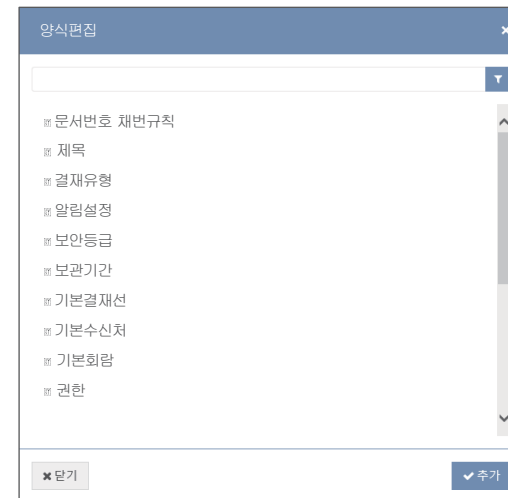 양식편집
문서번호 채번규칙
제목
결재유형
알림설정
보안등급
보관기간
기본결재선
기본수신처
기본회람
권한
닫기
추가